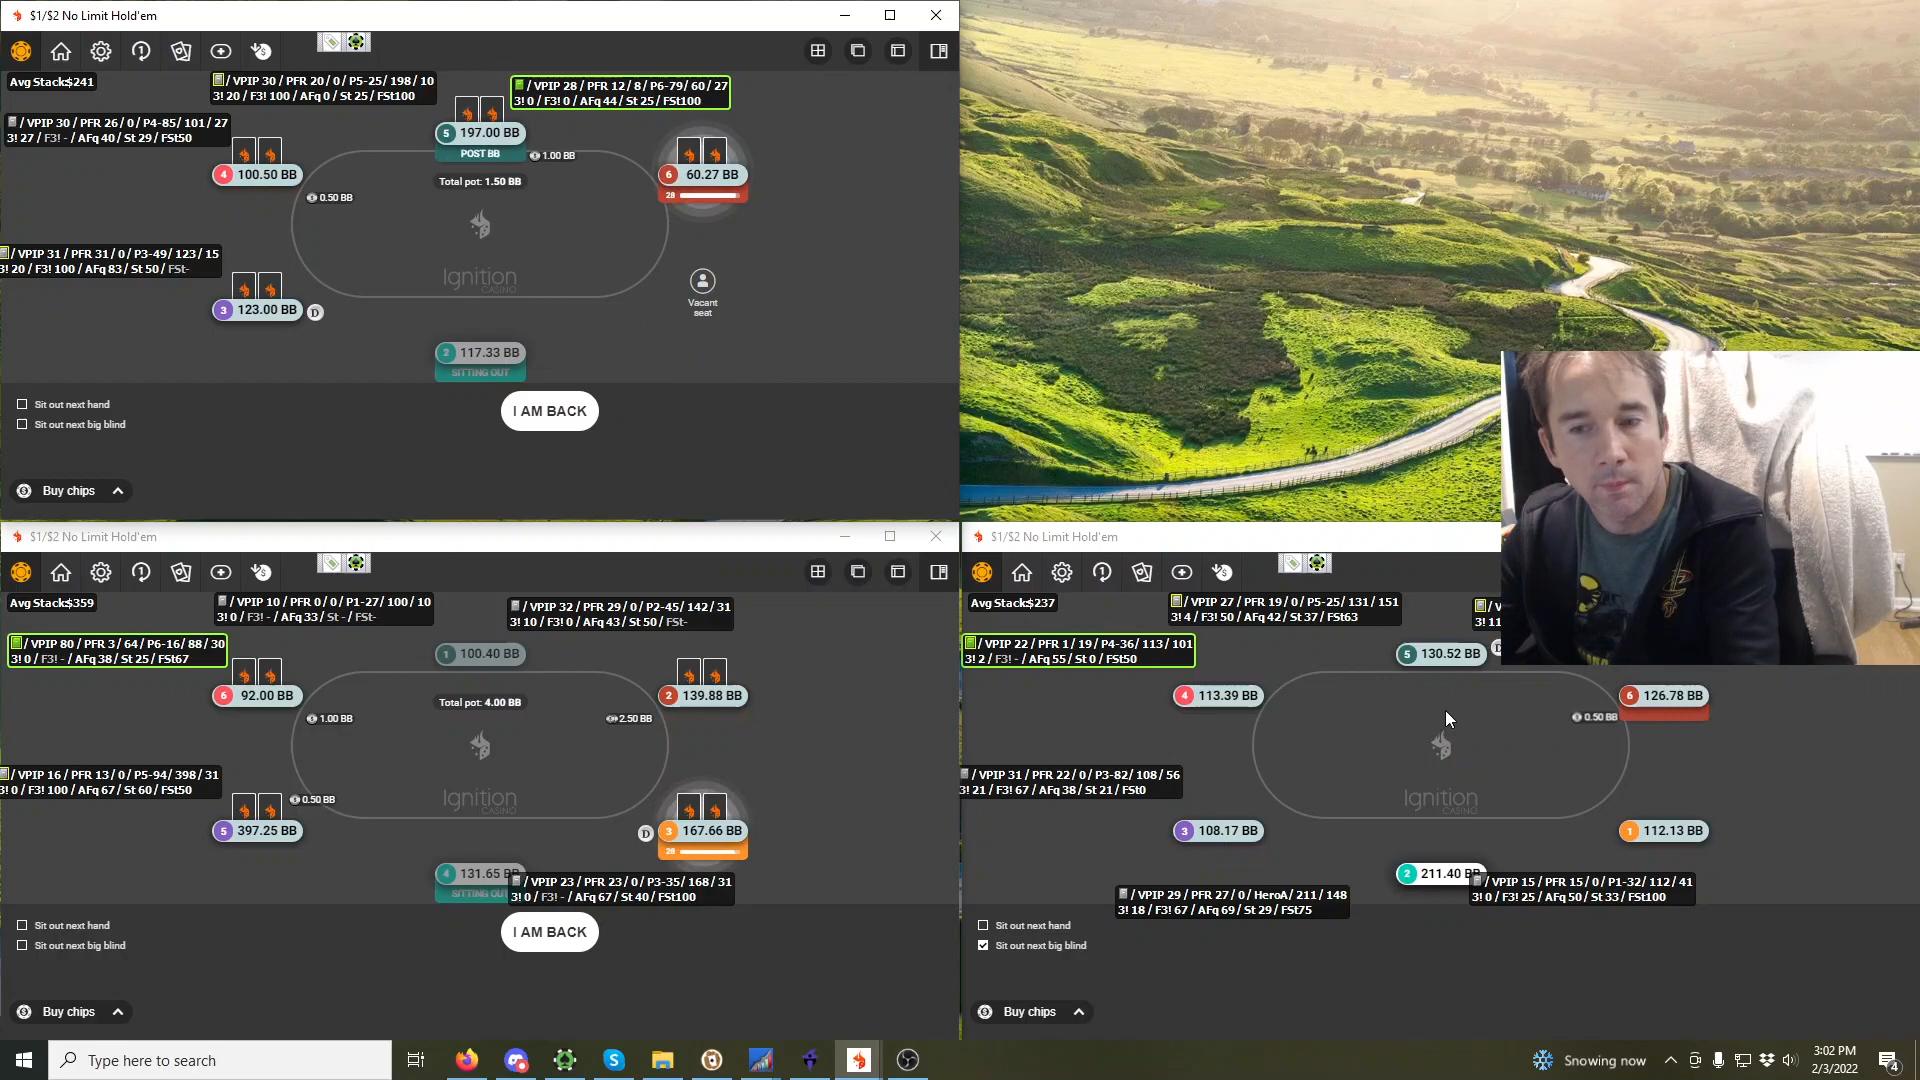 $1/$2 No Limit Hold'em
Avg Stack$241
/ VPIP 30 / PFR 20 / 0 / P5-25 / 198 / 10
3! 20 / F3! 100 / AFq 0 / St 25 / FSt100
/ VPIP 28 / PFR 12 / 8 / P6-79 / 60 / 27
3! 0 / F3! 0 / AFq 44 / St 25 / FSt100
/ VPIP 30 / PFR 26 / 0 / P4-85 / 101 / 27
3! 27 / F3! - / AFq 40 / St 29 / FSt50
5 197.00 BB
POST BB
1.00 BB
4 100.50 BB
6 60.27 BB
28
Total pot: 1.50 BB
0.50 BB
/ VPIP 31 / PFR 31 / 0 / P3-49 / 123 / 15
3! 20 / F3! 100 / AFq 83 / St 50 / FSt-
Ignition
CASINO
Vacant
seat
3 123.00 BB
D
2 117.33 BB
SITTING OUT
Sit out next hand
Sit out next big blind
I AM BACK
Buy chips
$1/$2 No Limit Hold'em
Avg Stack$359
/ VPIP 10 / PFR 0 / 0 / P1-27 / 100 / 10
3! 0 / F3! - / AFq 33 / St - / FSt-
/ VPIP 32 / PFR 29 / 0 / P2-45 / 142 / 31
3! 10 / F3! 0 / AFq 43 / St 50 / FSt-
/ VPIP 80 / PFR 3 / 64 / P6-16 / 88 / 30
3! 0 / F3! - / AFq 38 / St 25 / FSt67
1 100.40 BB
6 92.00 BB
2 139.88 BB
Total pot: 4.00 BB
1.00 BB
2.50 BB
/ VPIP 16 / PFR 13 / 0 / P5-94 / 398 / 31
3! 0 / F3! 100 / AFq 67 / St 60 / FSt50
0.50 BB
Ignition
CASINO
5 397.25 BB
D
3 167.66 BB
28
4 131.65 BB
SITTING OUT
/ VPIP 23 / PFR 23 / 0 / P3-35 / 168 / 31
3! 0 / F3! - / AFq 67 / St 40 / FSt100
Sit out next hand
Sit out next big blind
I AM BACK
Buy chips
$1/$2 No Limit Hold'em
Avg Stack$237
/ VPIP 27 / PFR 19 / 0 / P5-25 / 131 / 151
3! 4 / F3! 50 / AFq 42 / St 37 / FSt63
/ V
3! 11
/ VPIP 22 / PFR 1 / 19 / P4-36 / 113 / 101
3! 2 / F3! - / AFq 55 / St 0 / FSt50
5 130.52 BB
4 113.39 BB
6 126.78 BB
0.50 BB
/ VPIP 31 / PFR 22 / 0 / P3-82 / 108 / 56
3! 21 / F3! 67 / AFq 38 / St 21 / FSt0
Ignition
CASINO
3 108.17 BB
1 112.13 BB
2 211.40 BB
/ VPIP 15 / PFR 15 / 0 / P1-32 / 112 / 41
3! 0 / F3! 25 / AFq 50 / St 33 / FSt100
/ VPIP 29 / PFR 27 / 0 / HeroA / 211 / 148
3! 18 / F3! 67 / AFq 69 / St 29 / FSt75
Sit out next hand
Sit out next big blind
Buy chips
Type here to search
Snowing now
3:02 PM
2/3/2022
4